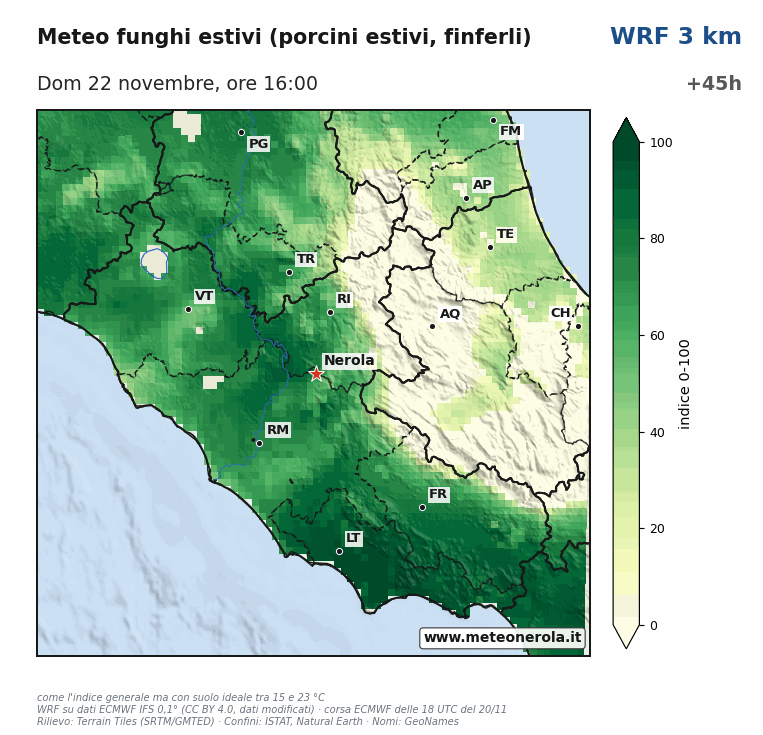 Meteo funghi estivi (porcini estivi, finferli)
WRF 3 km
Dom 22 novembre, ore 16:00
+45h
FM
PG
AP
TE
TR
VT
RI
AQ
CH
Nerola
RM
FR
LT
www.meteonerola.it
100
80
60
40
20
0
indice 0-100
come l'indice generale ma con suolo ideale tra 15 e 23 °C
WRF su dati ECMWF IFS 0,1° (CC BY 4.0, dati modificati) · corsa ECMWF delle 18 UTC del 20/11
Rilievo: Terrain Tiles (SRTM/GMTED) · Confini: ISTAT, Natural Earth · Nomi: GeoNames